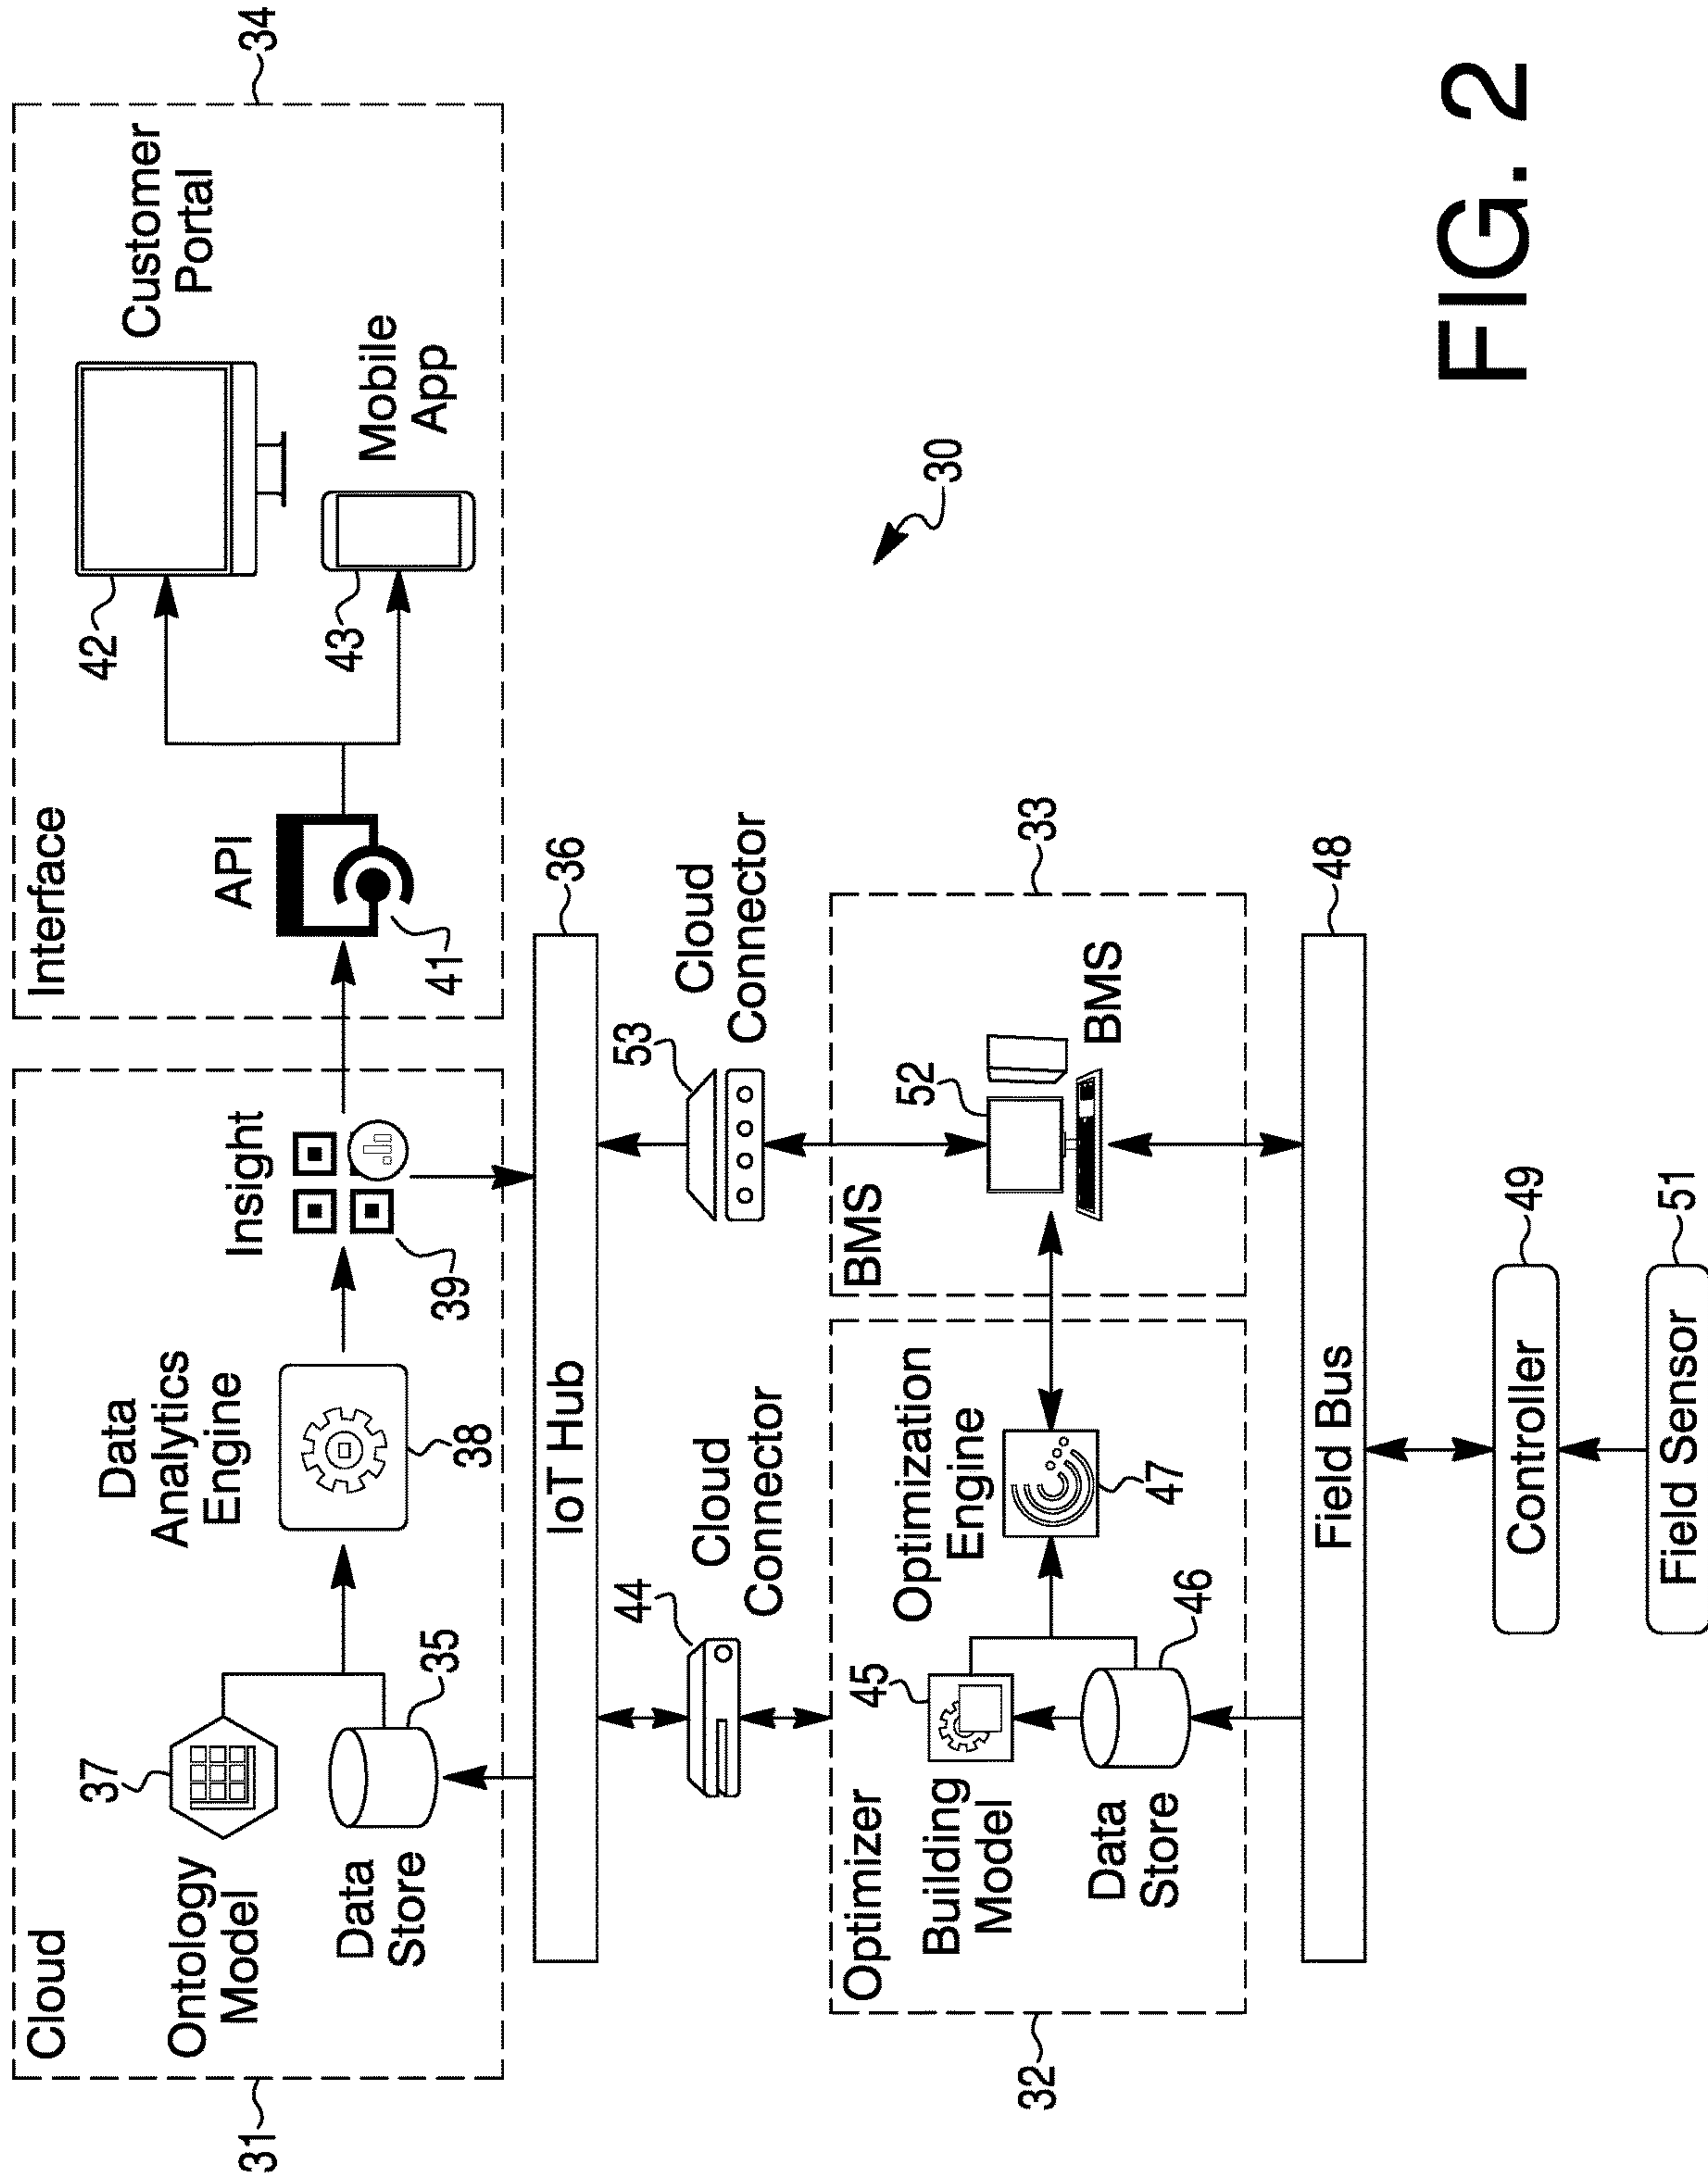 Cloud
Interface
31
34
37
Ontology
Model
Data
Store
35
Data
Analytics
Engine
38
Insight
39
API
41
42
Customer
Portal
43
Mobile
App
IoT Hub
36
44
Cloud
Connector
53
Cloud
Connector
30
Optimizer
32
Building
Model
45
Data
Store
46
Optimization
Engine
47
BMS
33
52
BMS
Field Bus
48
Controller
49
Field Sensor
51
FIG. 2